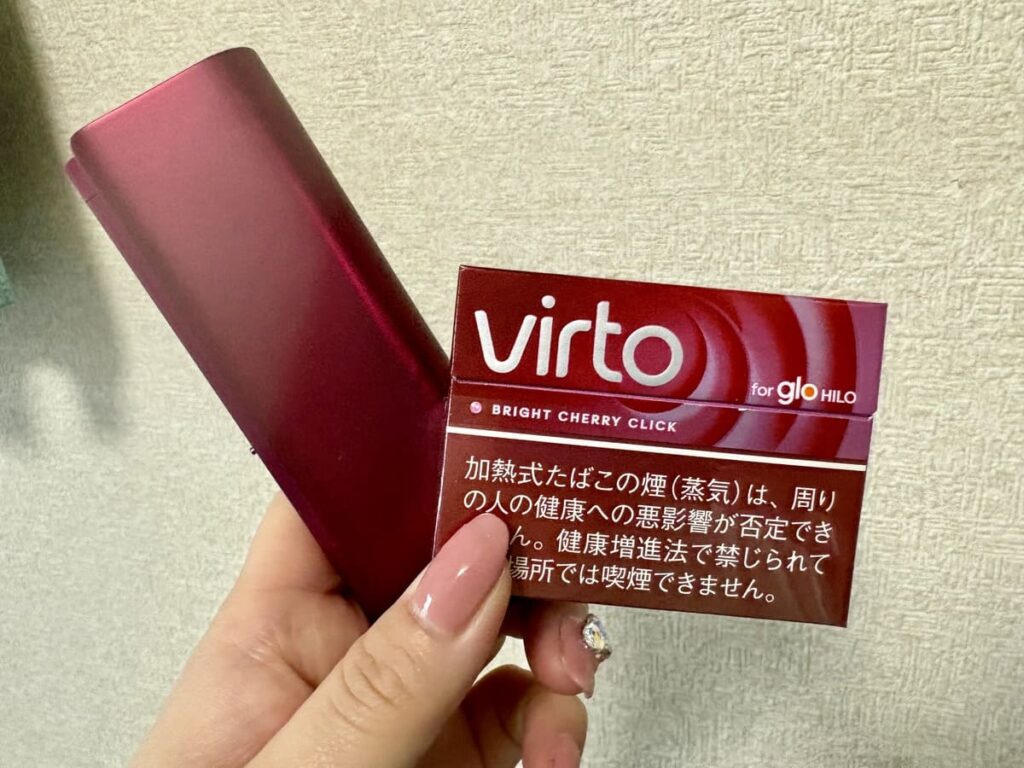 virto
for glo HILO
BRIGHT CHERRY CLICK
加熱式たばこの煙（蒸気）は、周り
の人の健康への悪影響が否定でき
ん。健康増進法で禁じられて
場所では喫煙できません。